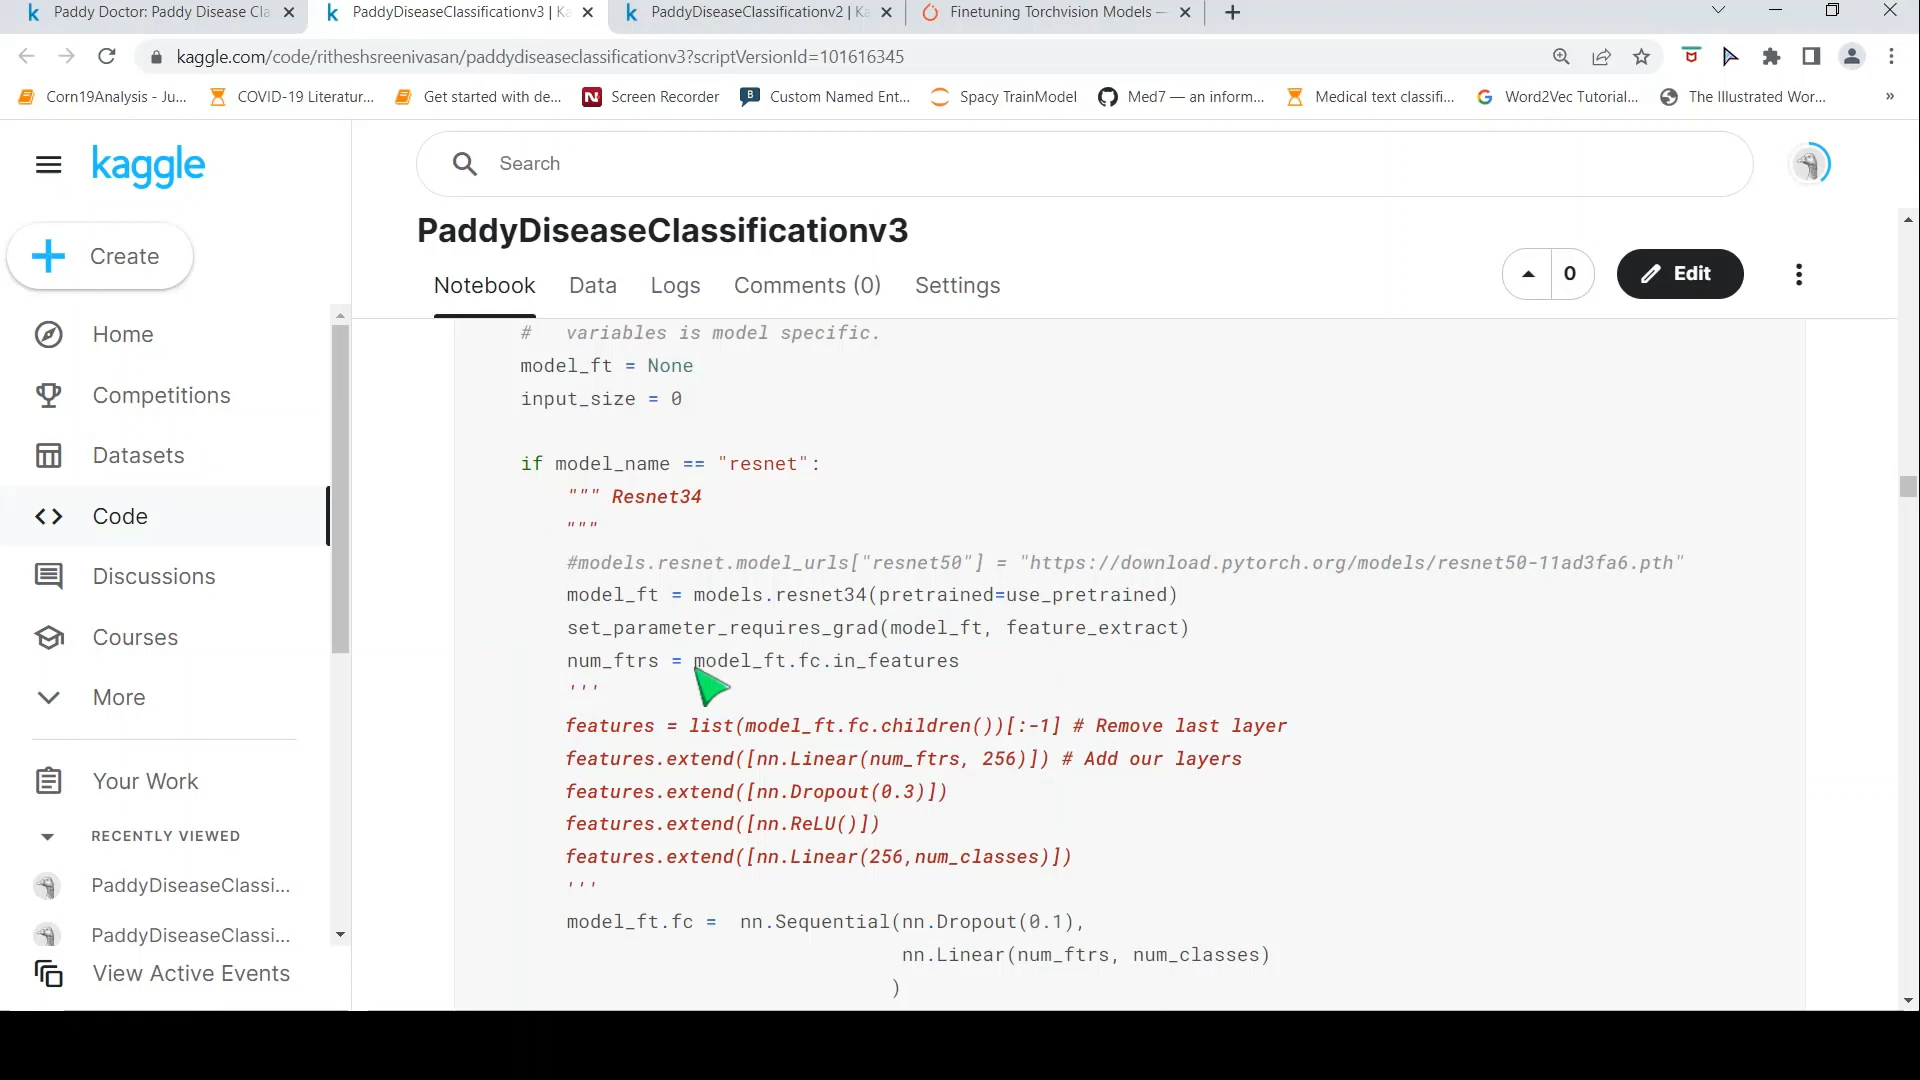 Paddy Doctor: Paddy Disease Cla
PaddyDiseaseClassificationv3 | Ka
PaddyDiseaseClassificationv2 | Ka
Finetuning Torchvision Models —
kaggle.com/code/ritheshsreenivasan/paddydiseaseclassificationv3?scriptVersionId=101616345
Corn19Analysis - Ju...
COVID-19 Literatur...
Get started with de...
Screen Recorder
Custom Named Ent...
Spacy TrainModel
Med7 — an inform...
Medical text classifi...
Word2Vec Tutorial...
The Illustrated Wor...
»
kaggle
Search
Create
PaddyDiseaseClassificationv3
Notebook
Data
Logs
Comments (0)
Settings
0
Edit
Home
Competitions
Datasets
Code
Discussions
Courses
More
Your Work
RECENTLY VIEWED
PaddyDiseaseClassi...
PaddyDiseaseClassi...
View Active Events
#   variables is model specific.
model_ft = None
input_size = 0
if model_name == "resnet":
""" Resnet34
"""
#models.resnet.model_urls["resnet50"] = "https://download.pytorch.org/models/resnet50-11ad3fa6.pth"
model_ft = models.resnet34(pretrained=use_pretrained)
set_parameter_requires_grad(model_ft, feature_extract)
num_ftrs = model_ft.fc.in_features
'''
features = list(model_ft.fc.children())[:-1] # Remove last layer
features.extend([nn.Linear(num_ftrs, 256)]) # Add our layers
features.extend([nn.Dropout(0.3)])
features.extend([nn.ReLU()])
features.extend([nn.Linear(256,num_classes)])
'''
model_ft.fc =  nn.Sequential(nn.Dropout(0.1),
nn.Linear(num_ftrs, num_classes)
)